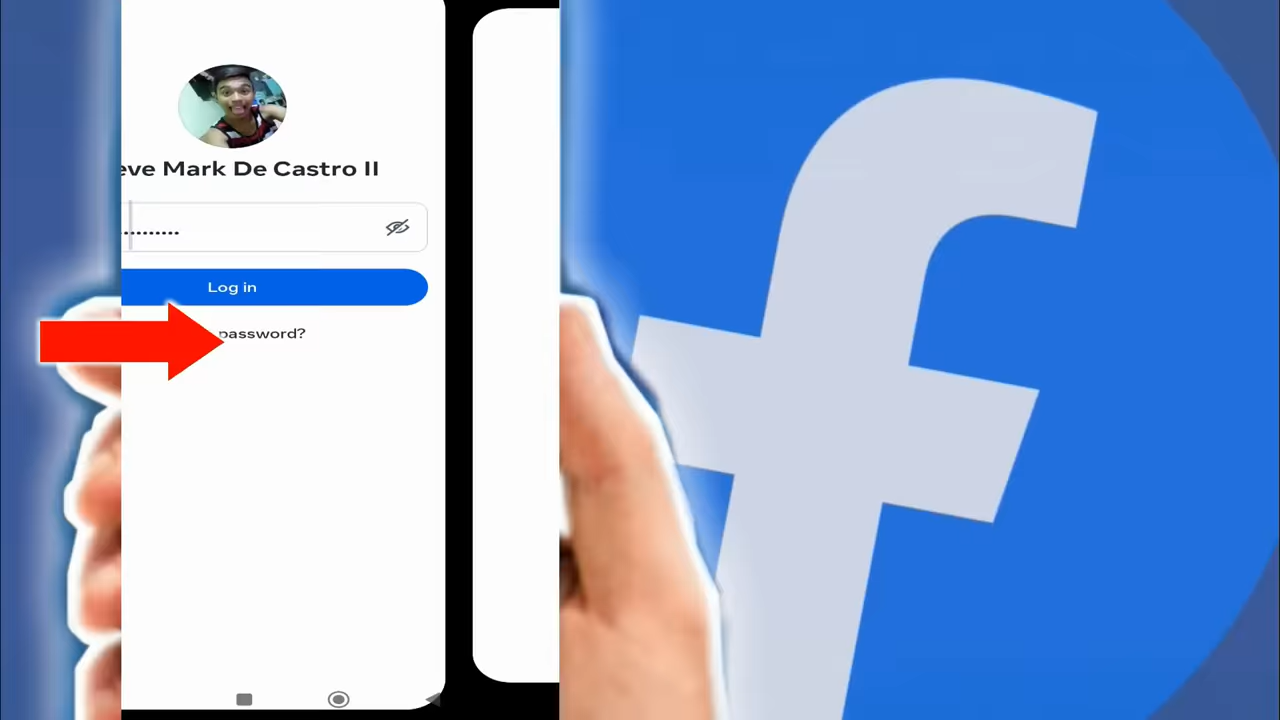 eve Mark De Castro II
..........
Log in
password?